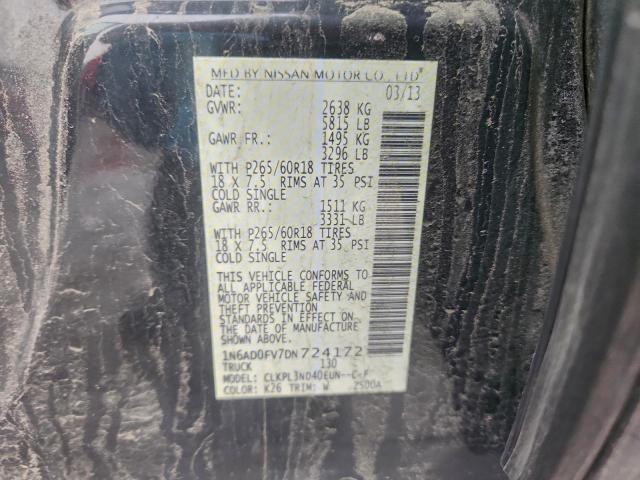 MFD BY NISSAN MOTOR CO., LTD
DATE: 03/13
GVWR: 2638 KG
5815 LB
GAWR FR.: 1495 KG
3296 LB
WITH P265/60R18 TIRES
18 X 7.5 RIMS AT 35 PSI
COLD SINGLE
GAWR RR.: 1511 KG
3331 LB
WITH P265/60R18 TIRES
18 X 7.5 RIMS AT 35 PSI
COLD SINGLE
THIS VEHICLE CONFORMS TO
ALL APPLICABLE FEDERAL
MOTOR VEHICLE SAFETY AND
THEFT PREVENTION
STANDARDS IN EFFECT ON
THE DATE OF MANUFACTURE
SHOWN ABOVE.
1N6AD0FV7DN724172
TRUCK 130
MODEL: CLKPL3ND40EUN--C-F
COLOR: K26 TRIM: W 2500A